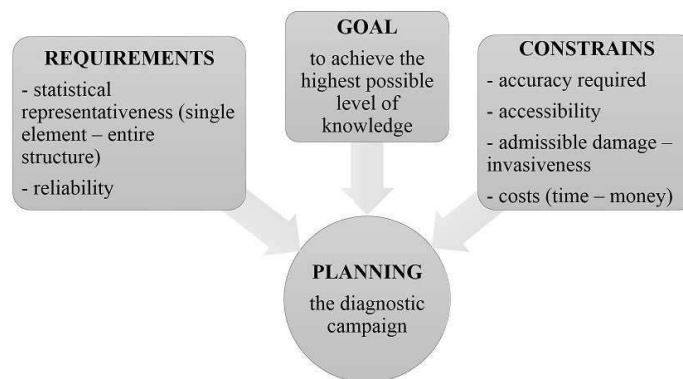 REQUIREMENTS
- statistical
representativeness (single
element – entire
structure)
- reliability
GOAL
to achieve the
highest possible
level of
knowledge
CONSTRAINS
- accuracy required
- accessibility
- admissible damage –
invasiveness
- costs (time – money)
PLANNING
the diagnostic
campaign